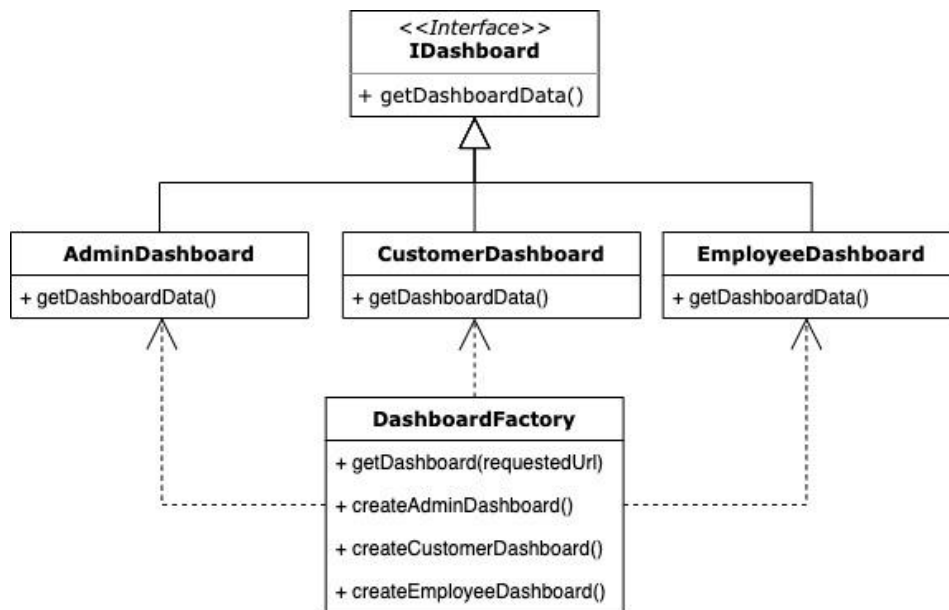 <<Interface>>
IDashboard
+ getDashboardData()
AdminDashboard
+ getDashboardData()
CustomerDashboard
+ getDashboardData()
EmployeeDashboard
+ getDashboardData()
DashboardFactory
+ getDashboard(requestedUrl)
+ createAdminDashboard()
+ createCustomerDashboard()
+ createEmployeeDashboard()